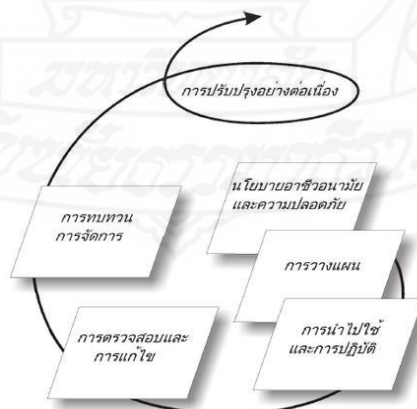 การปรับปรุงอย่างต่อเนื่อง
นโยบายอาชีวอนามัย
และความปลอดภัย
การวางแผน
การนำไปใช้
และการปฏิบัติ
การตรวจสอบและ
การแก้ไข
การทบทวน
การจัดการ